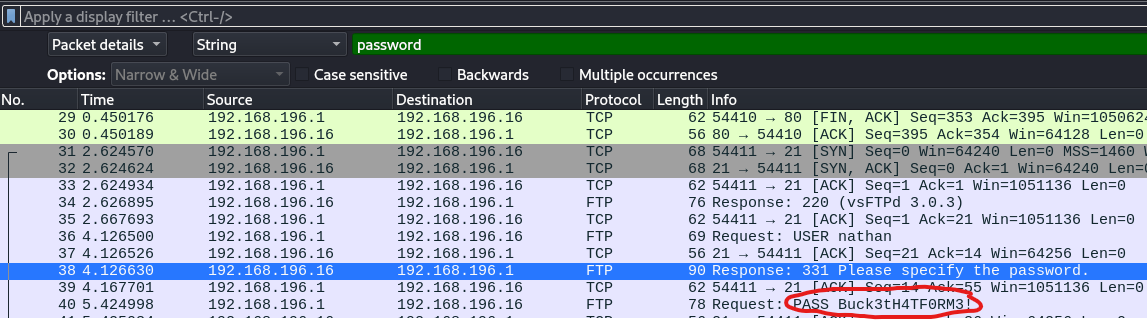 Apply a display filter … <Ctrl-/>
Packet details String password
Options: Narrow & Wide Case sensitive Backwards Multiple occurrences
No. Time Source Destination Protocol Length Info
29 0.450176 192.168.196.1 192.168.196.16 TCP 62 54410 → 80 [FIN, ACK] Seq=353 Ack=395 Win=1050624
30 0.450189 192.168.196.16 192.168.196.1 TCP 56 80 → 54410 [ACK] Seq=395 Ack=354 Win=64128 Len=0
31 2.624570 192.168.196.1 192.168.196.16 TCP 68 54411 → 21 [SYN] Seq=0 Win=64240 Len=0 MSS=1460
32 2.624624 192.168.196.16 192.168.196.1 TCP 68 21 → 54411 [SYN, ACK] Seq=0 Ack=1 Win=64240
33 2.624934 192.168.196.1 192.168.196.16 TCP 62 54411 → 21 [ACK] Seq=1 Ack=1 Win=1051136 Len=0
34 2.626895 192.168.196.16 192.168.196.1 FTP 76 Response: 220 (vsFTPd 3.0.3)
35 2.667693 192.168.196.1 192.168.196.16 TCP 62 54411 → 21 [ACK] Seq=1 Ack=21 Win=1051136 Len=0
36 4.126500 192.168.196.1 192.168.196.16 FTP 69 Request: USER nathan
37 4.126526 192.168.196.16 192.168.196.1 TCP 56 21 → 54411 [ACK] Seq=21 Ack=14 Win=64256 Len=0
38 4.126630 192.168.196.16 192.168.196.1 FTP 90 Response: 331 Please specify the password.
39 4.167701 192.168.196.1 192.168.196.16 TCP 62 54411 → 21 [ACK] Seq=14 Ack=55 Win=1051136 Len=0
40 5.424998 192.168.196.1 192.168.196.16 FTP 78 Request: PASS Buck3tH4TF0RM3!